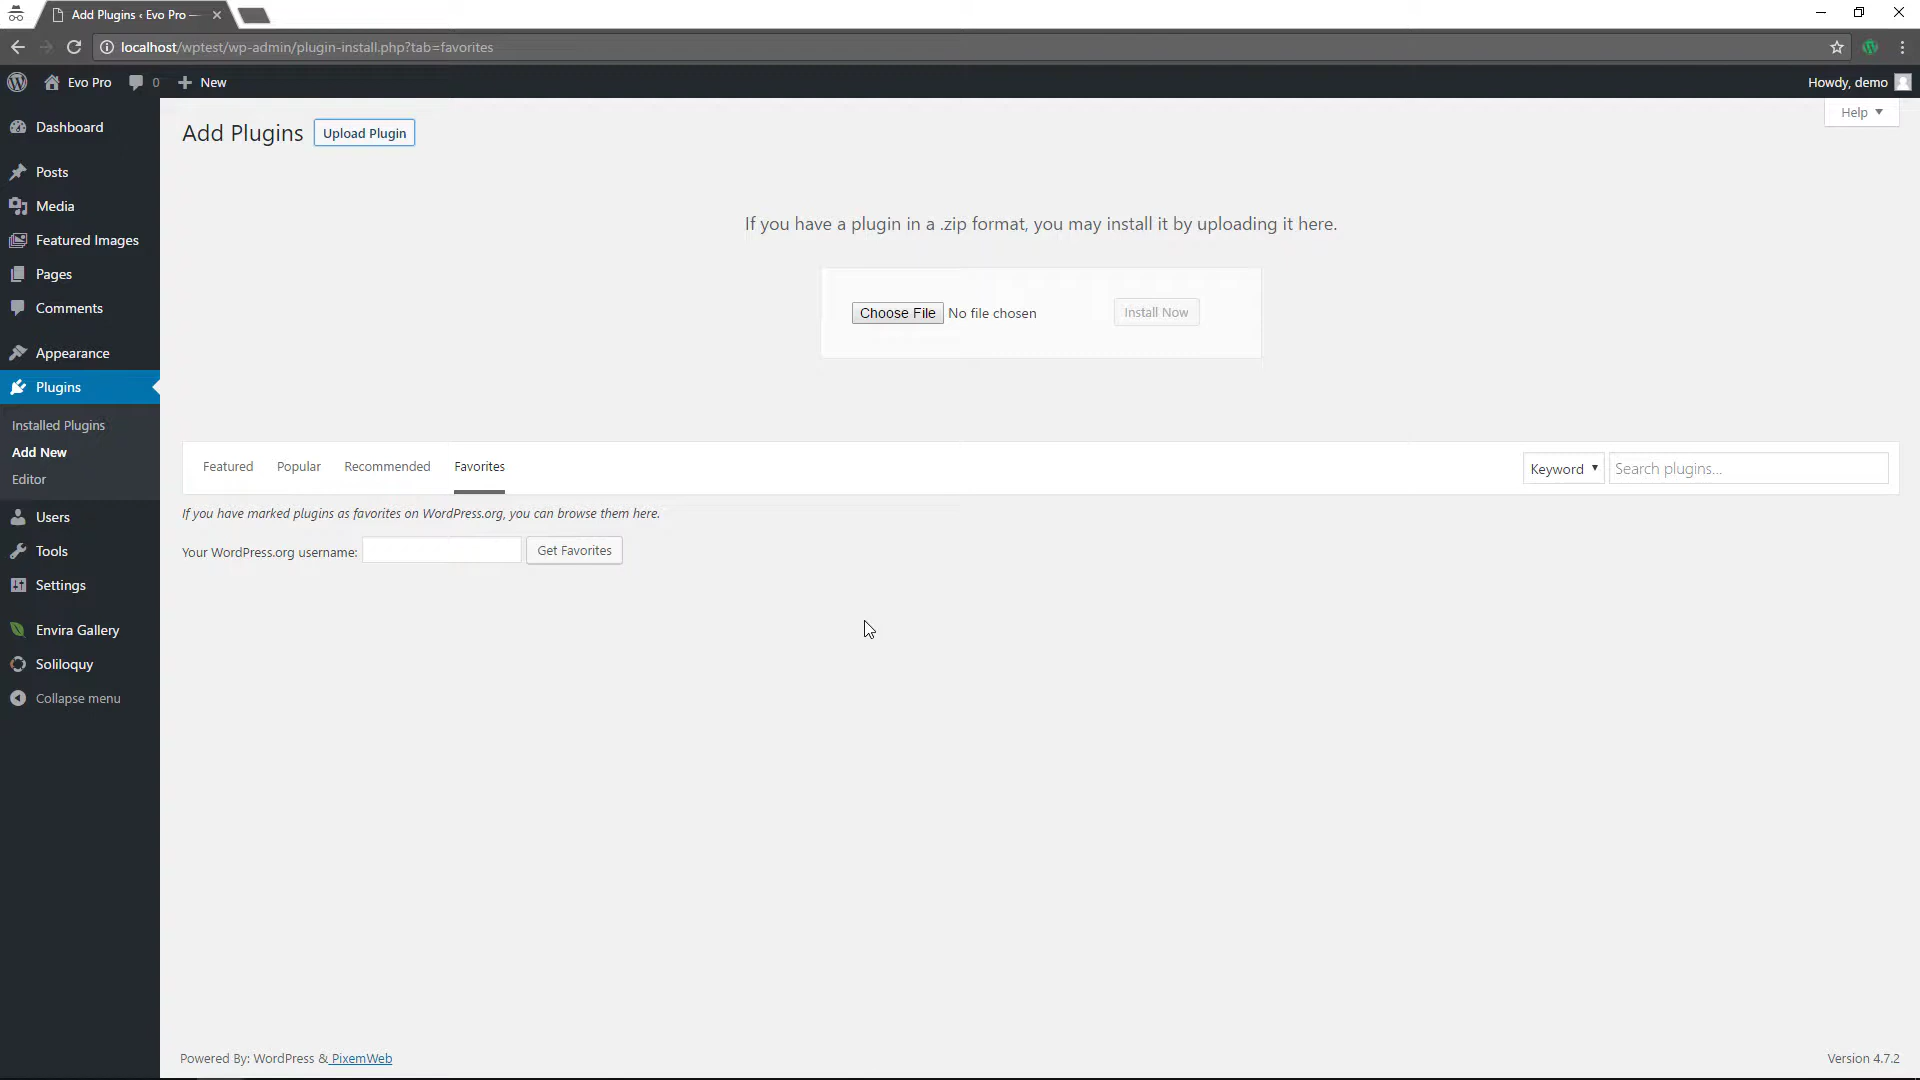 Add Plugins ‹ Evo Pro —
localhost/wptest/wp-admin/plugin-install.php?tab=favorites
Evo Pro
0
New
Howdy, demo
Dashboard
Posts
Media
Featured Images
Pages
Comments
Appearance
Plugins
Installed Plugins
Add New
Editor
Users
Tools
Settings
Envira Gallery
Soliloquy
Collapse menu
Add Plugins
Upload Plugin
Help
If you have a plugin in a .zip format, you may install it by uploading it here.
Choose File No file chosen
Install Now
Featured
Popular
Recommended
Favorites
Keyword
Search plugins...
If you have marked plugins as favorites on WordPress.org, you can browse them here.
Your WordPress.org username:
Get Favorites
Powered By: WordPress & PixemWeb
Version 4.7.2